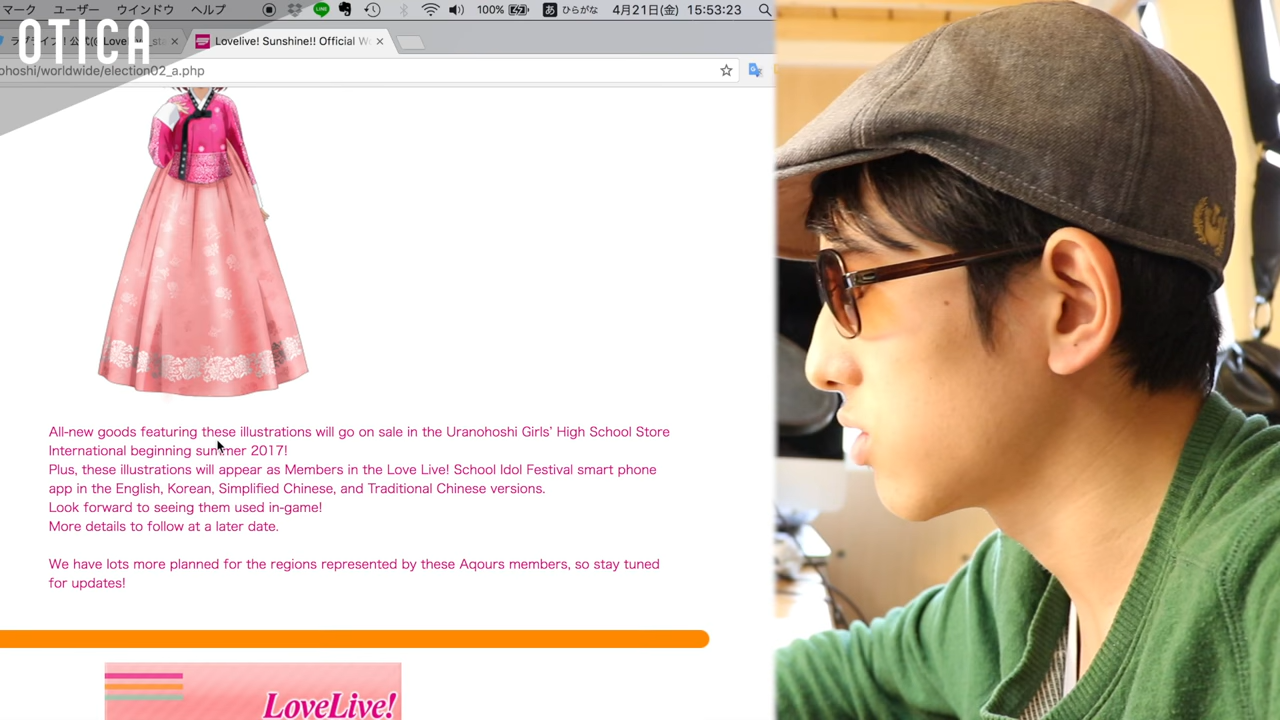 マーク ユーザー ウインドウ ヘルプ 100% あ ひらがな 4月21日(金) 15:53:23
OTICA
Lovelive! Sunshine!! Official W
ohoshi/worldwide/election02_a.php
All-new goods featuring these illustrations will go on sale in the Uranohoshi Girls' High School Store
International beginning summer 2017!
Plus, these illustrations will appear as Members in the Love Live! School Idol Festival smart phone
app in the English, Korean, Simplified Chinese, and Traditional Chinese versions.
Look forward to seeing them used in-game!
More details to follow at a later date.
We have lots more planned for the regions represented by these Aqours members, so stay tuned
for updates!
LoveLive!